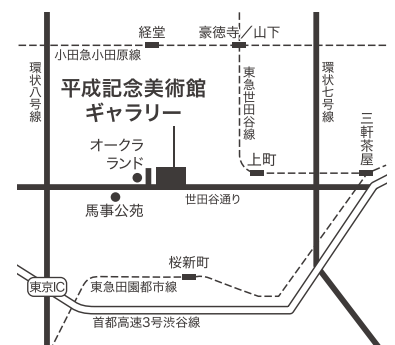 経堂
豪徳寺／山下
小田急小田原線
環状八号線
平成記念美術館
ギャラリー
東急世田谷線
環状七号線
三軒茶屋
オークラ
ランド
上町
世田谷通り
馬事公苑
桜新町
東京IC
東急田園都市線
首都高速3号渋谷線